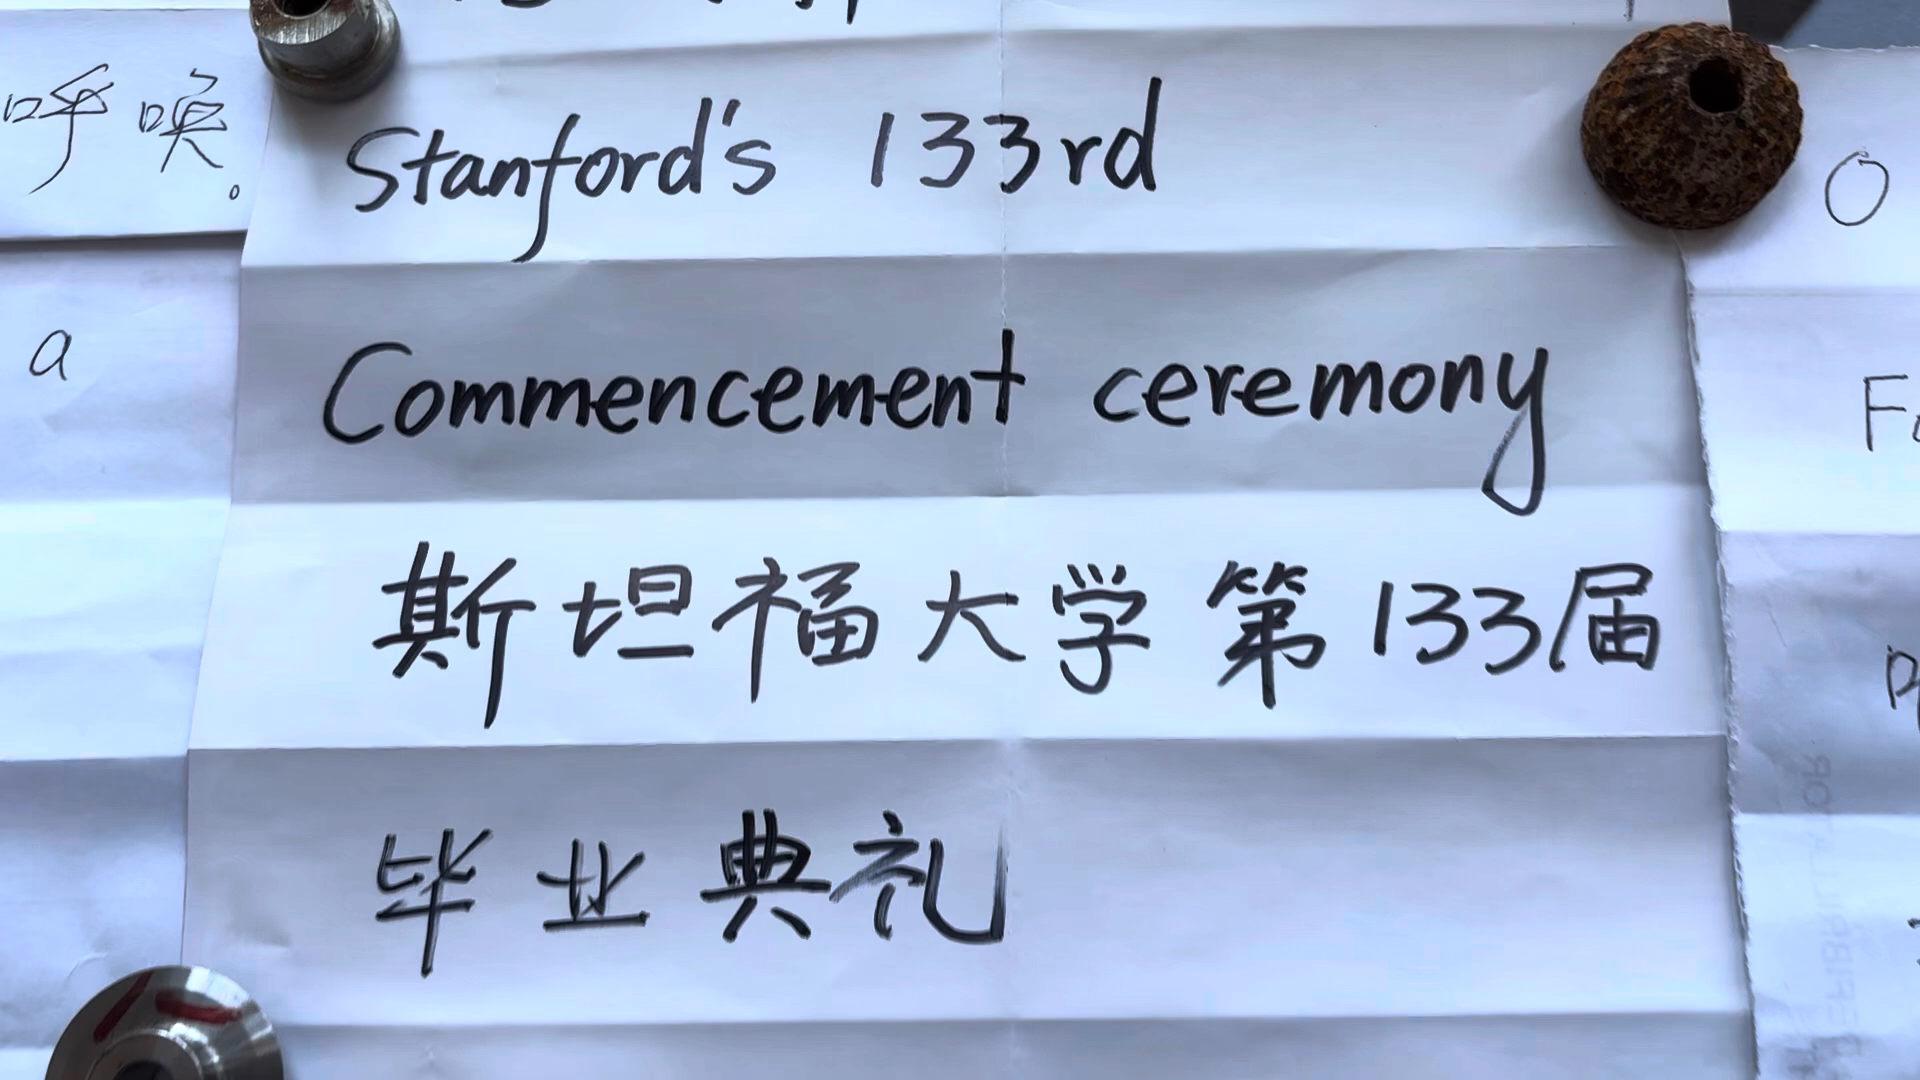 呼唤。
Stanford's 133rd
a
Commencement ceremony
斯坦福大学第133届
毕业典礼